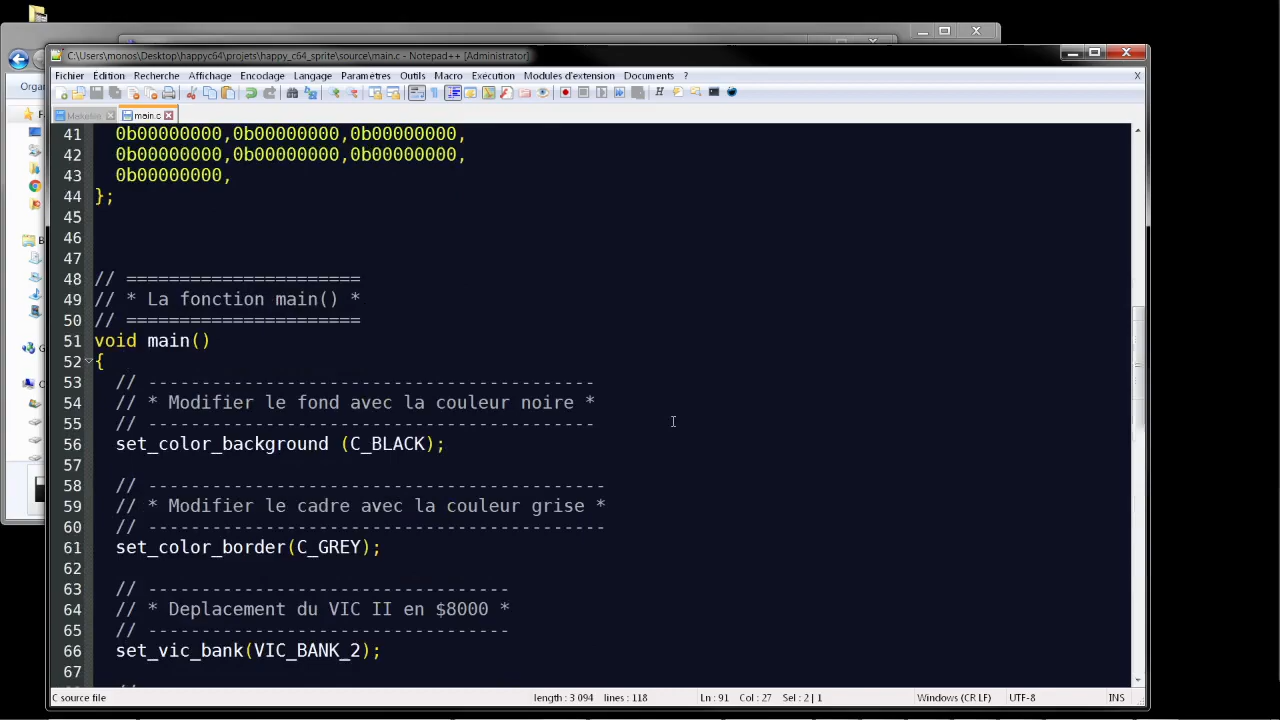 C:\Users\monos\Desktop\happyc64\projets\happy_c64_sprite\source\main.c - Notepad++ [Administrator]
Fichier Edition Recherche Affichage Encodage Langage Paramètres Outils Macro Exécution Modules d'extension Documents ? X
Organ
Makefile main.c
41 0b00000000,0b00000000,0b00000000,
42 0b00000000,0b00000000,0b00000000,
43 0b00000000,
44 };
45
46
47
48 // ======================
49 // * La fonction main() *
50 // ======================
51 void main()
52 {
53 // ------------------------------------------
54 // * Modifier le fond avec la couleur noire *
55 // ------------------------------------------
56 set_color_background (C_BLACK);
57
58 // -------------------------------------------
59 // * Modifier le cadre avec la couleur grise *
60 // -------------------------------------------
61 set_color_border(C_GREY);
62
63 // ----------------------------------
64 // * Deplacement du VIC II en $8000 *
65 // ----------------------------------
66 set_vic_bank(VIC_BANK_2);
67
C source file length : 3 094 lines : 118 Ln : 91 Col : 27 Sel : 2 | 1 Windows (CR LF) UTF-8 INS